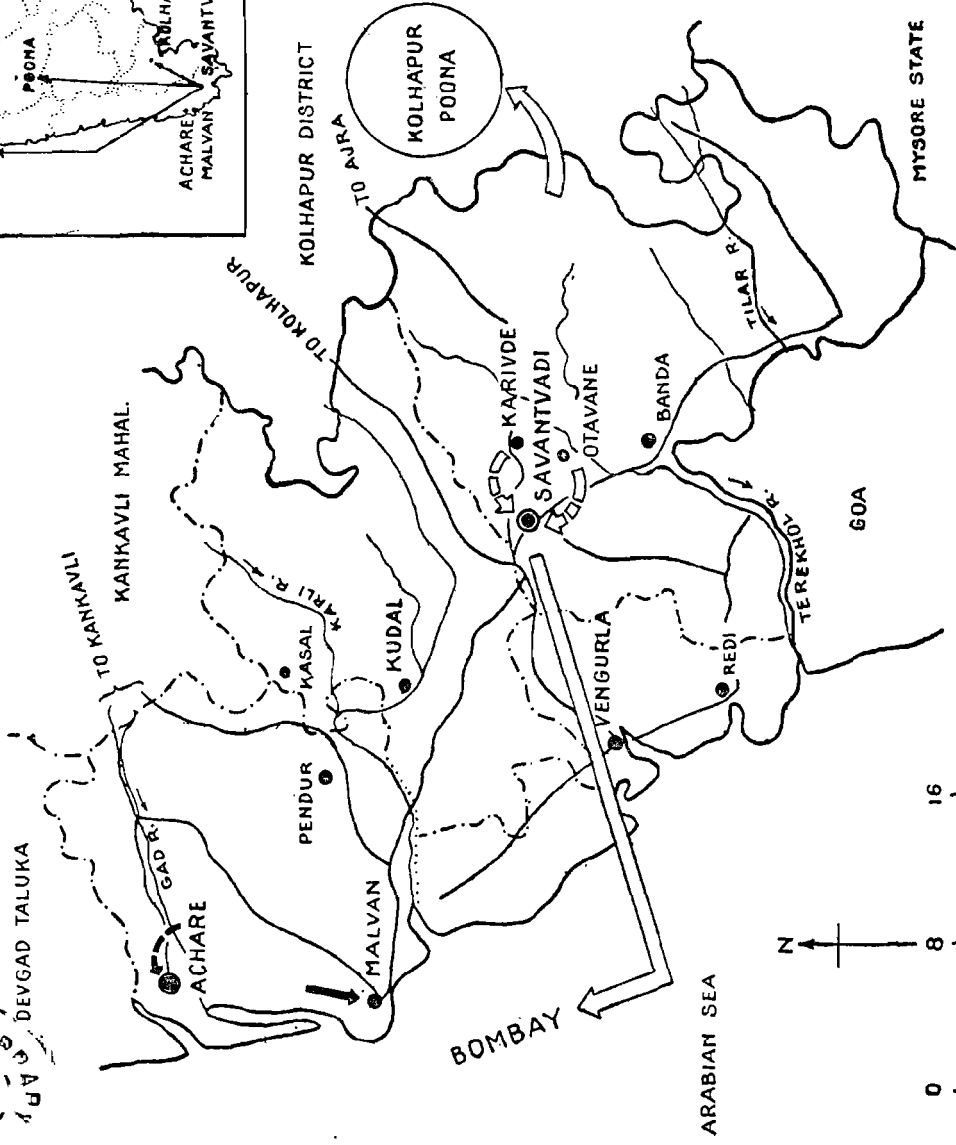 POONA
KOLHA
ACHARE
SAVANTV
MALVAN
KOLHAPUR DISTRICT
KOLHAPUR
POONA
TO AJRA
TO KOLHAPUR
MYSORE STATE
TILAR R.
KARIVDE
SAVANTVADI
OTAVANE
BANDA
TO KANKAVLI
KANKAVLI MAHAL.
KARLI R.
KASAL
KUDAL
GOA
TEREKHOL R.
VENGURLA
REDI
PENDUR
DEVGAD TALUKA
GAD R.
ACHARE
MALVAN
BOMBAY
ARABIAN SEA
N
0 8 16